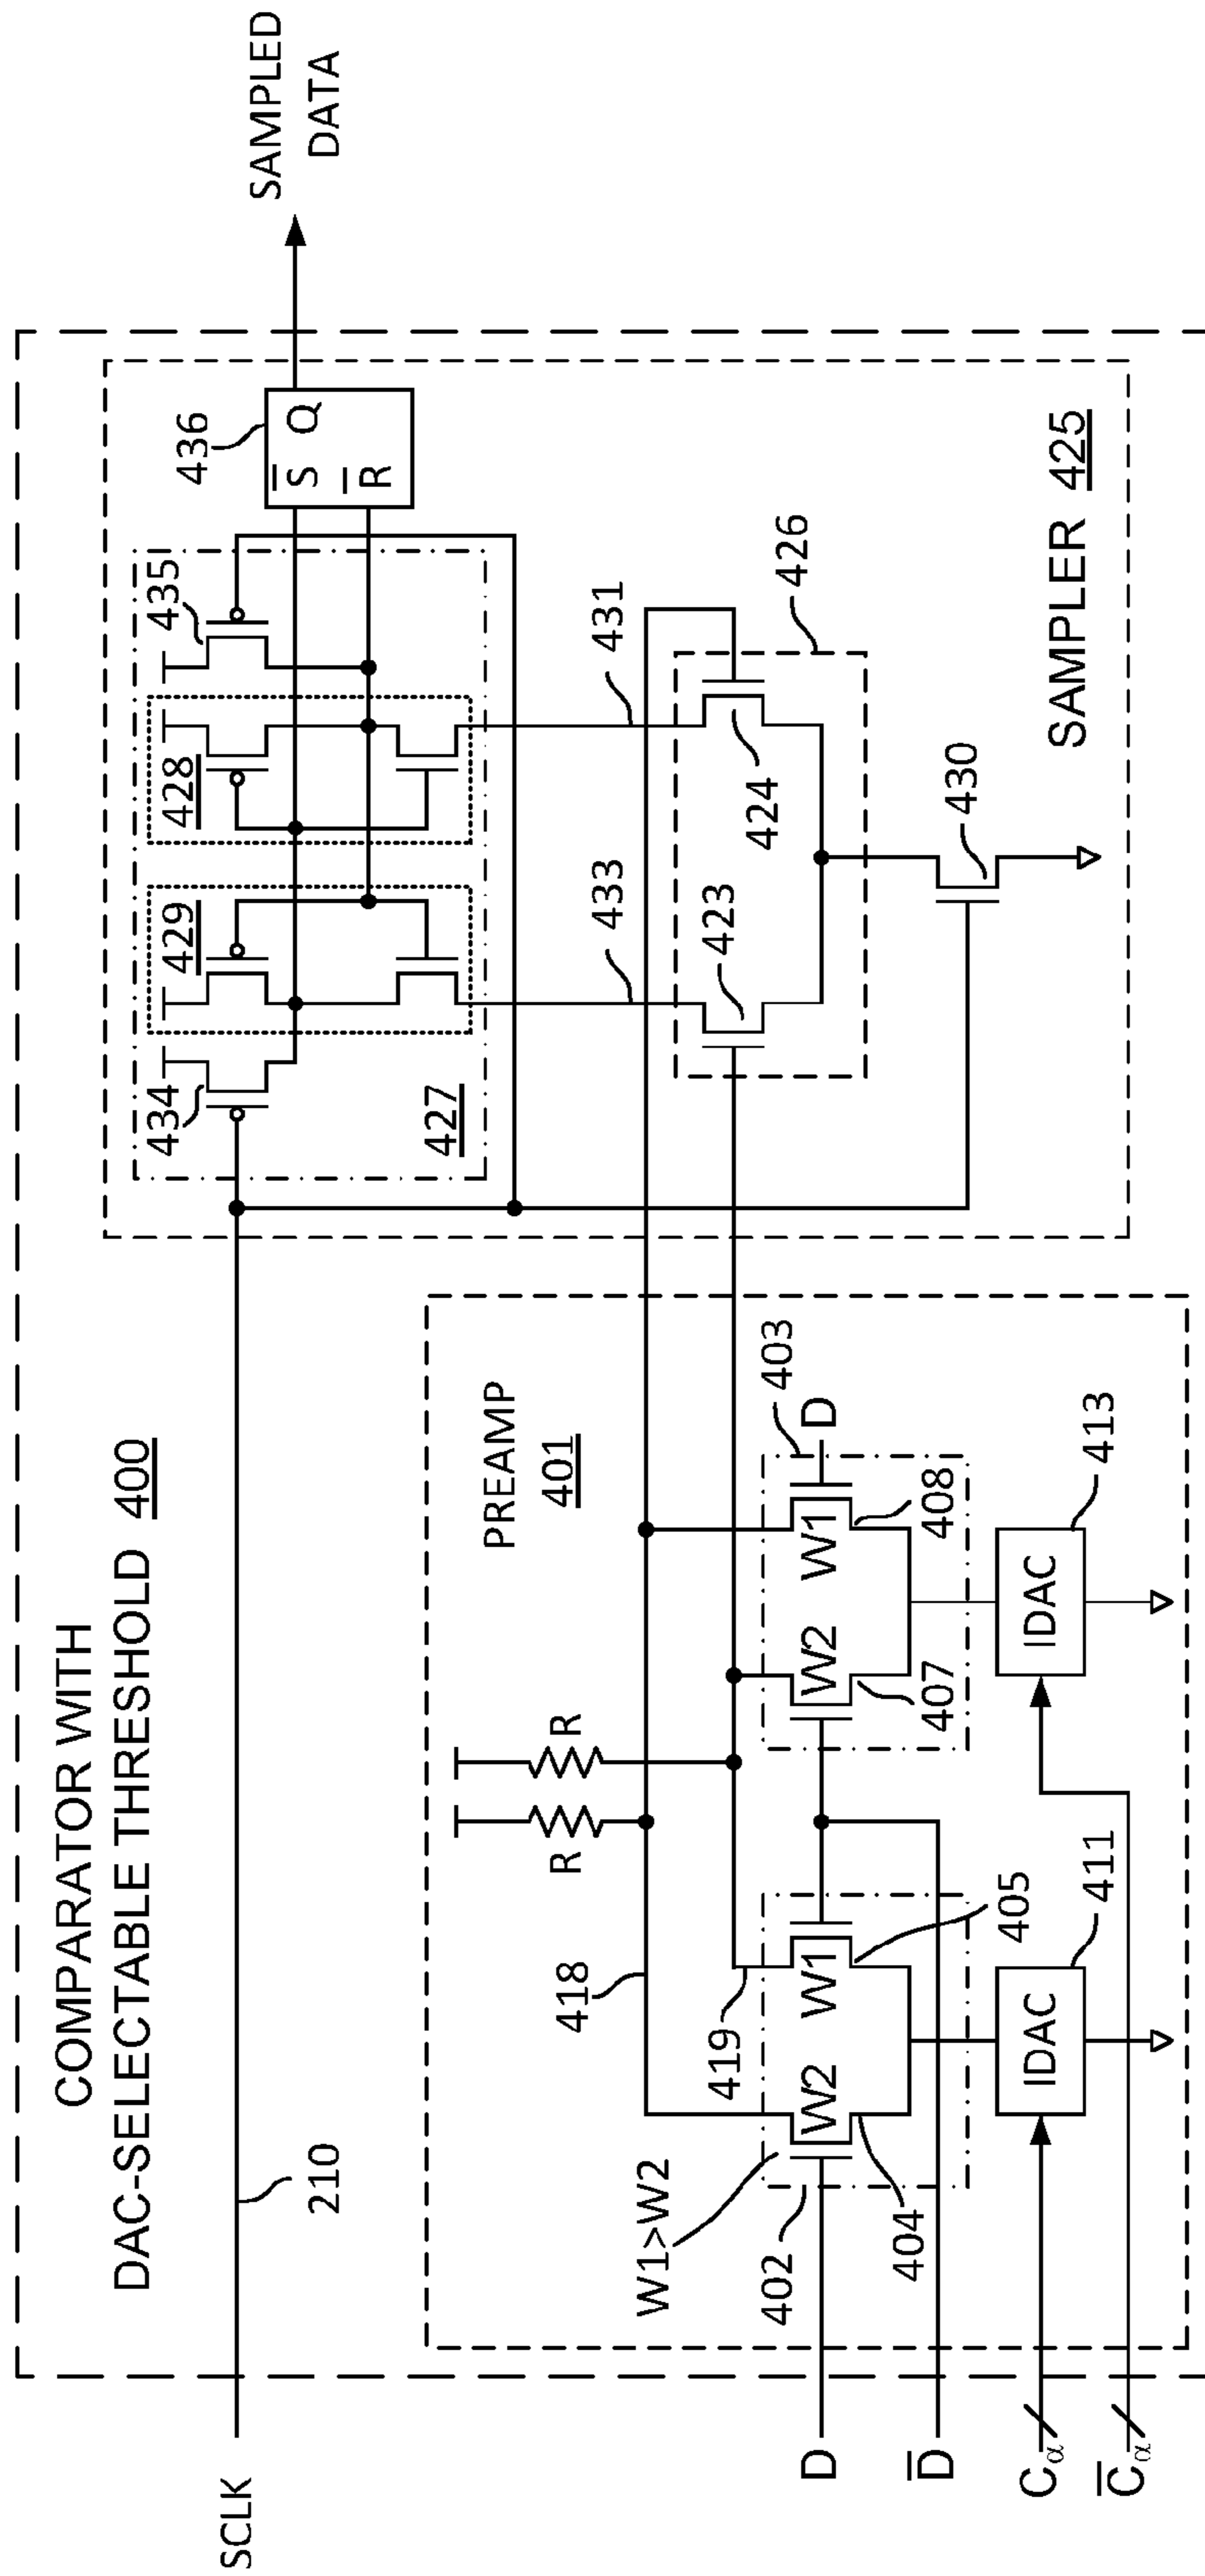 COMPARATOR WITH
DAC-SELECTABLE THRESHOLD 400
SCLK
210
434
429
428
435
436
S̅ Q
R̅
SAMPLED
DATA
427
433
431
426
423
424
430
SAMPLER 425
PREAMP
401
R
R
418
419
W1>W2
402
W2
W1
404
405
403
W2
W1
D
407
408
D
D̅
IDAC
411
IDAC
413
Cα
C̅α